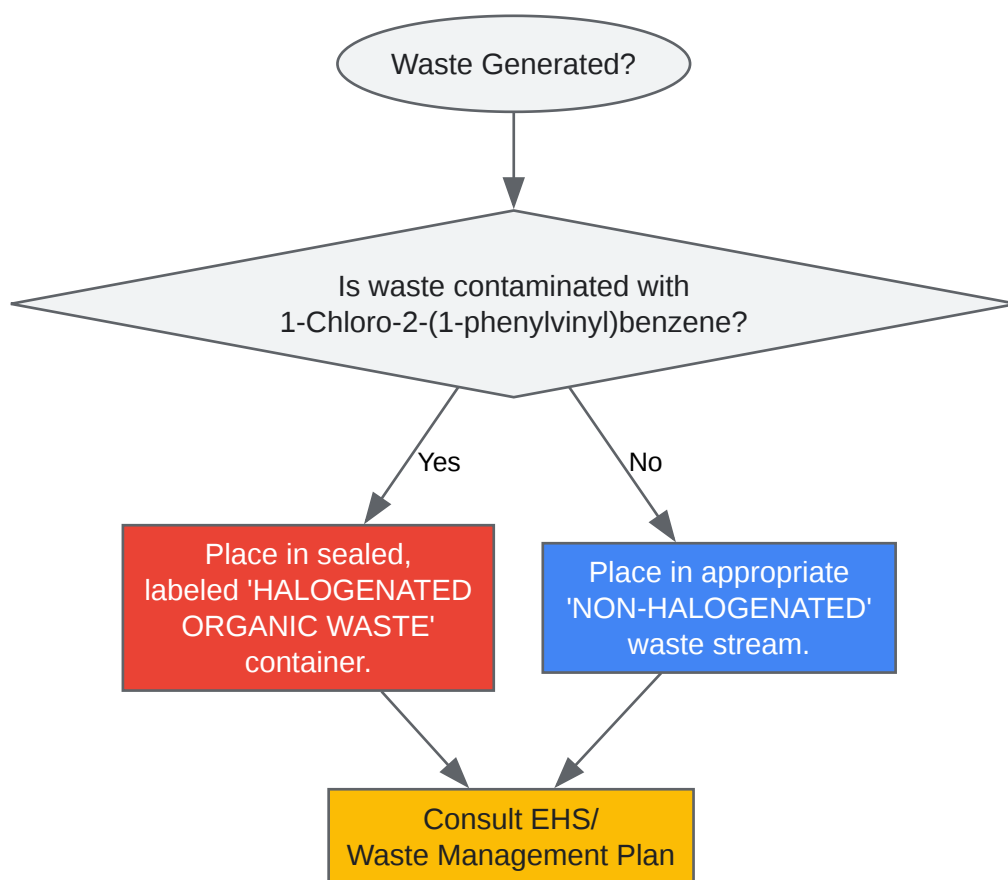 Waste Generated?
Is waste contaminated with
1-Chloro-2-(1-phenylvinyl)benzene?
Yes
No
Place in sealed,
labeled 'HALOGENATED
ORGANIC WASTE'
container.
Place in appropriate
'NON-HALOGENATED'
waste stream.
Consult EHS/
Waste Management Plan